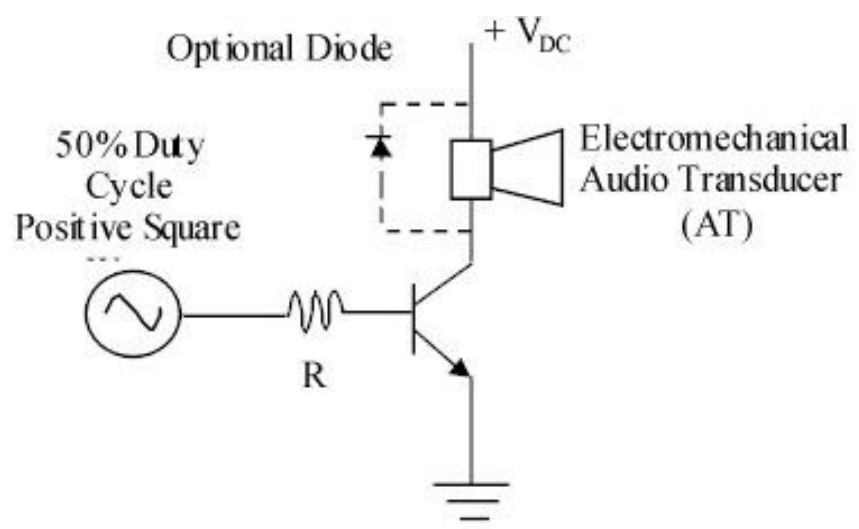 Optional Diode
+ V_DC
50% Duty
Cycle
Positive Square
Electromechanical
Audio Transducer
(AT)
R